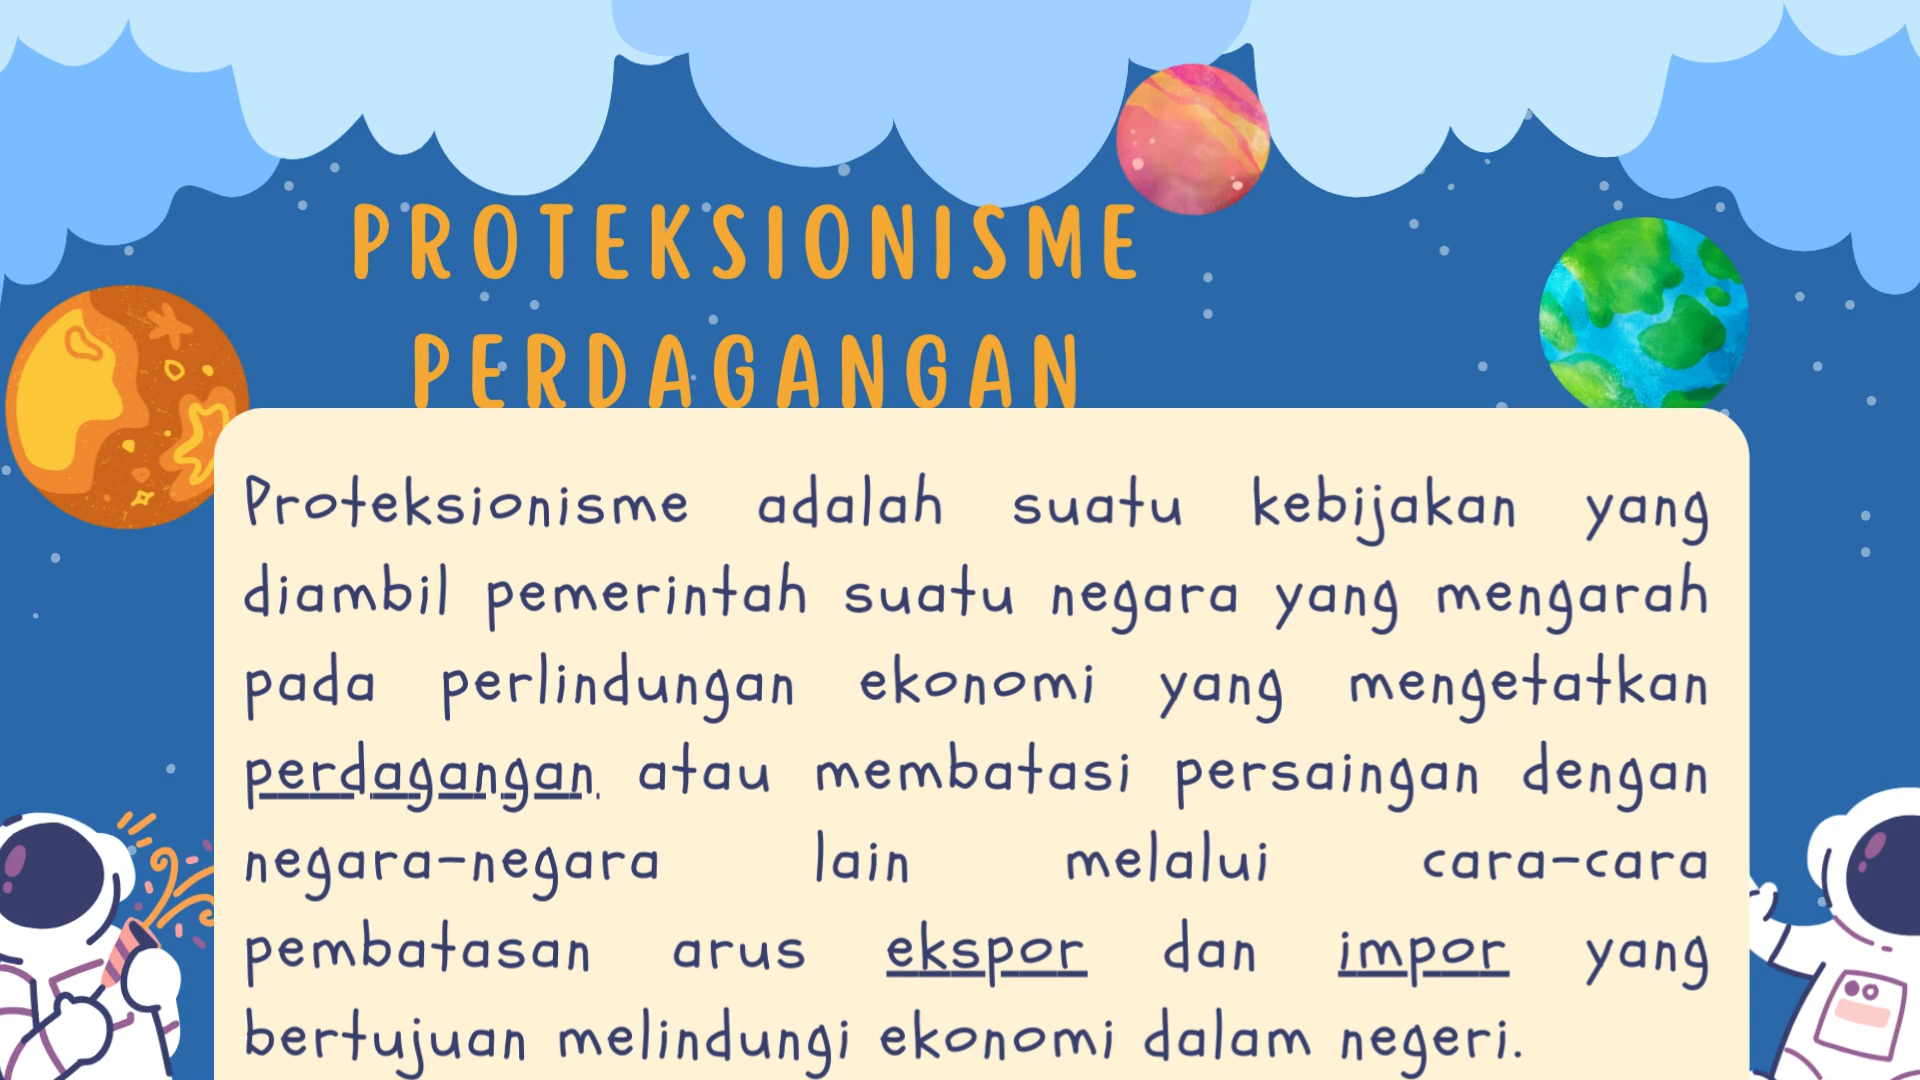 PROTEKSIONISME
PERDAGANGAN
Proteksionisme adalah suatu kebijakan yang
diambil pemerintah suatu negara yang mengarah
pada perlindungan ekonomi yang mengetatkan
perdagangan atau membatasi persaingan dengan
negara-negara lain melalui cara-cara
pembatasan arus ekspor dan impor yang
bertujuan melindungi ekonomi dalam negeri.